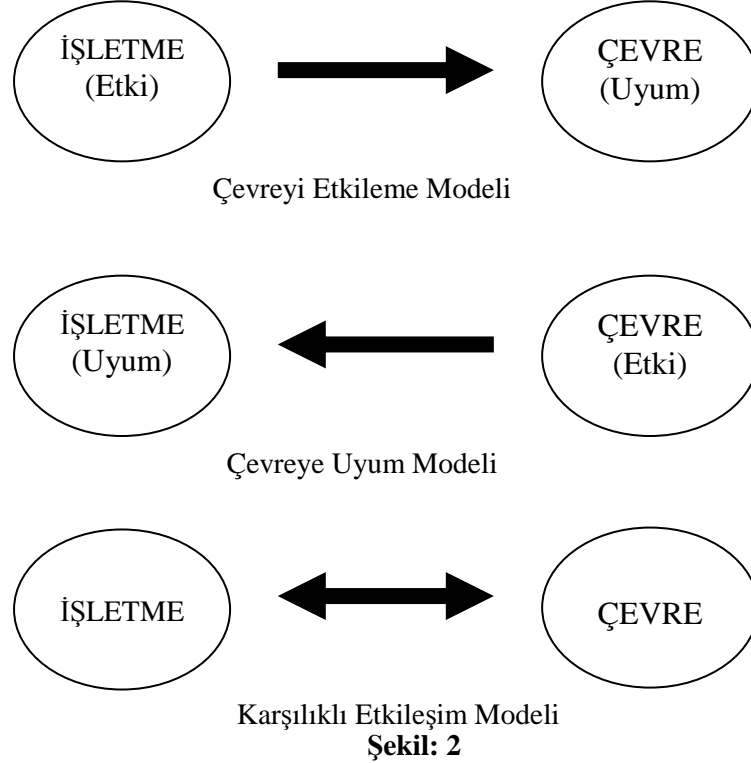 İŞLETME
(Etki)
ÇEVRE
(Uyum)
Çevreyi Etkileme Modeli
İŞLETME
(Uyum)
ÇEVRE
(Etki)
Çevreye Uyum Modeli
İŞLETME
ÇEVRE
Karşılıklı Etkileşim Modeli
Şekil: 2